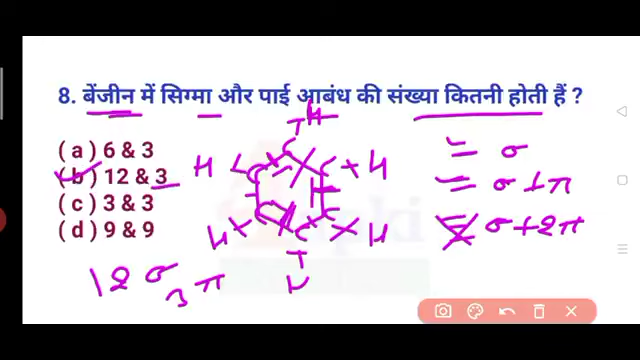 8. बेंजीन में सिग्मा और पाई आबंध की संख्या कितनी होती हैं ?
( a ) 6 & 3
( b ) 12 & 3
( c ) 3 & 3
( d ) 9 & 9
H
H C C H
C C
H C H
H
— σ
= σ + π
≡ σ + 2π
12 σ
3 π